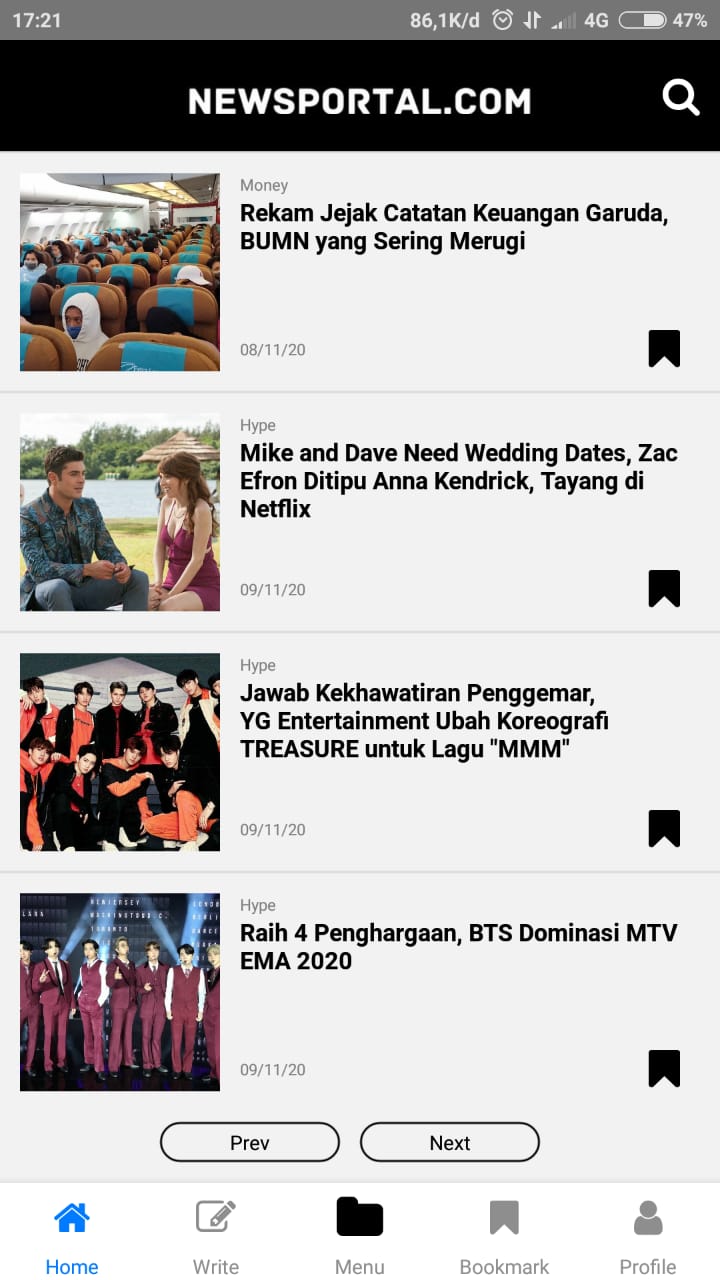 17:21 86,1K/d 4G 47%
NEWSPORTAL.COM
Money
Rekam Jejak Catatan Keuangan Garuda,
BUMN yang Sering Merugi
08/11/20
Hype
Mike and Dave Need Wedding Dates, Zac
Efron Ditipu Anna Kendrick, Tayang di
Netflix
09/11/20
Hype
Jawab Kekhawatiran Penggemar,
YG Entertainment Ubah Koreografi
TREASURE untuk Lagu "MMM"
09/11/20
NEWJERSEY
WASHINGTOND.C.
TORONTO
Hype
Raih 4 Penghargaan, BTS Dominasi MTV
EMA 2020
09/11/20
Prev Next
Home Write Menu Bookmark Profile